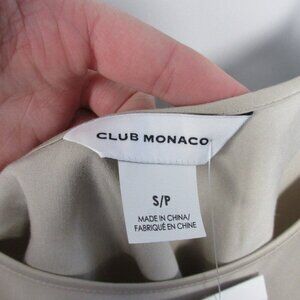 CLUB MONACO
S/P
MADE IN CHINA/
FABRIQUÉ EN CHINE